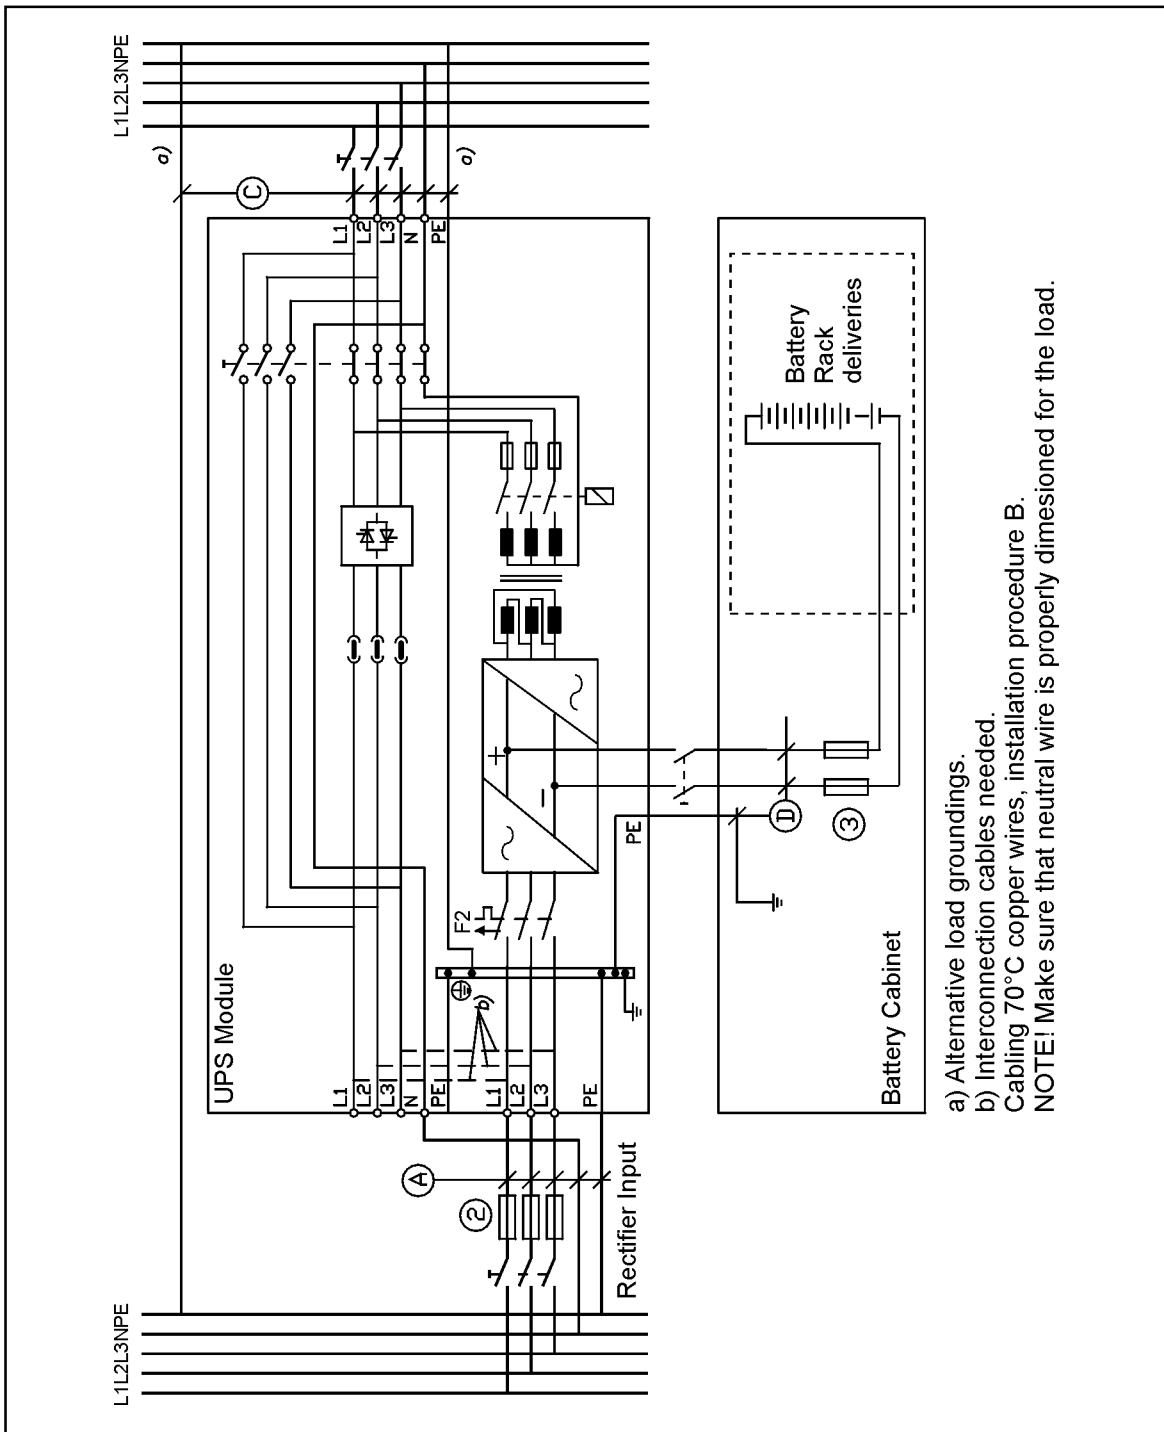 L1L2L3NPE
L1L2L3NPE
a)
a)
C
UPS Module
L1
L2
L3
N
PE
L1
L2
L3
N
PE
L1
L2
L3
PE
b)
F2
+
−
PE
A
2
Rectifier Input
D
3
Battery
Rack
deliveries
Battery Cabinet
a) Alternative load groundings.
b) Interconnection cables needed.
Cabling 70°C copper wires, installation procedure B.
NOTE! Make sure that neutral wire is properly dimesioned for the load.